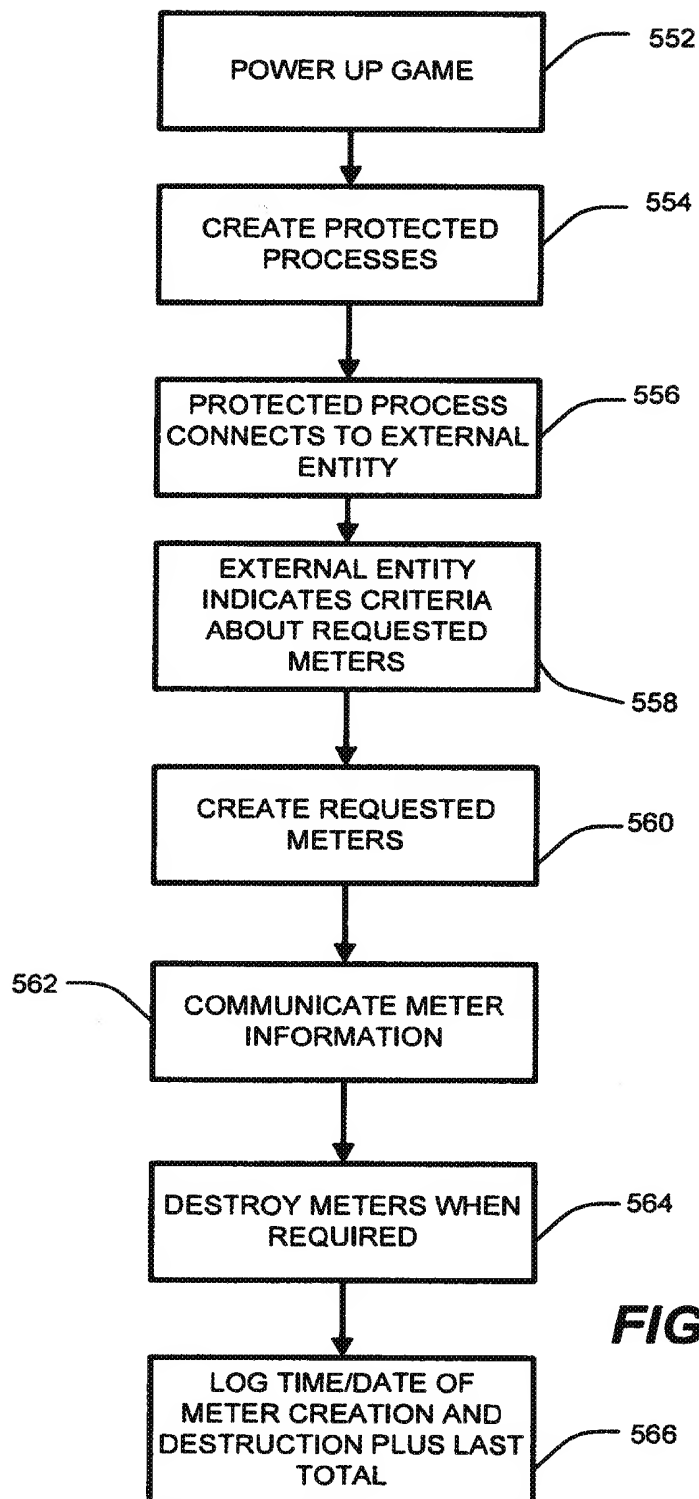 POWER UP GAME
552
CREATE PROTECTED
PROCESSES
554
PROTECTED PROCESS
CONNECTS TO EXTERNAL
ENTITY
556
EXTERNAL ENTITY
INDICATES CRITERIA
ABOUT REQUESTED
METERS
558
CREATE REQUESTED
METERS
560
562
COMMUNICATE METER
INFORMATION
DESTROY METERS WHEN
REQUIRED
564
FIG
LOG TIME/DATE OF
METER CREATION AND
DESTRUCTION PLUS LAST
TOTAL
566